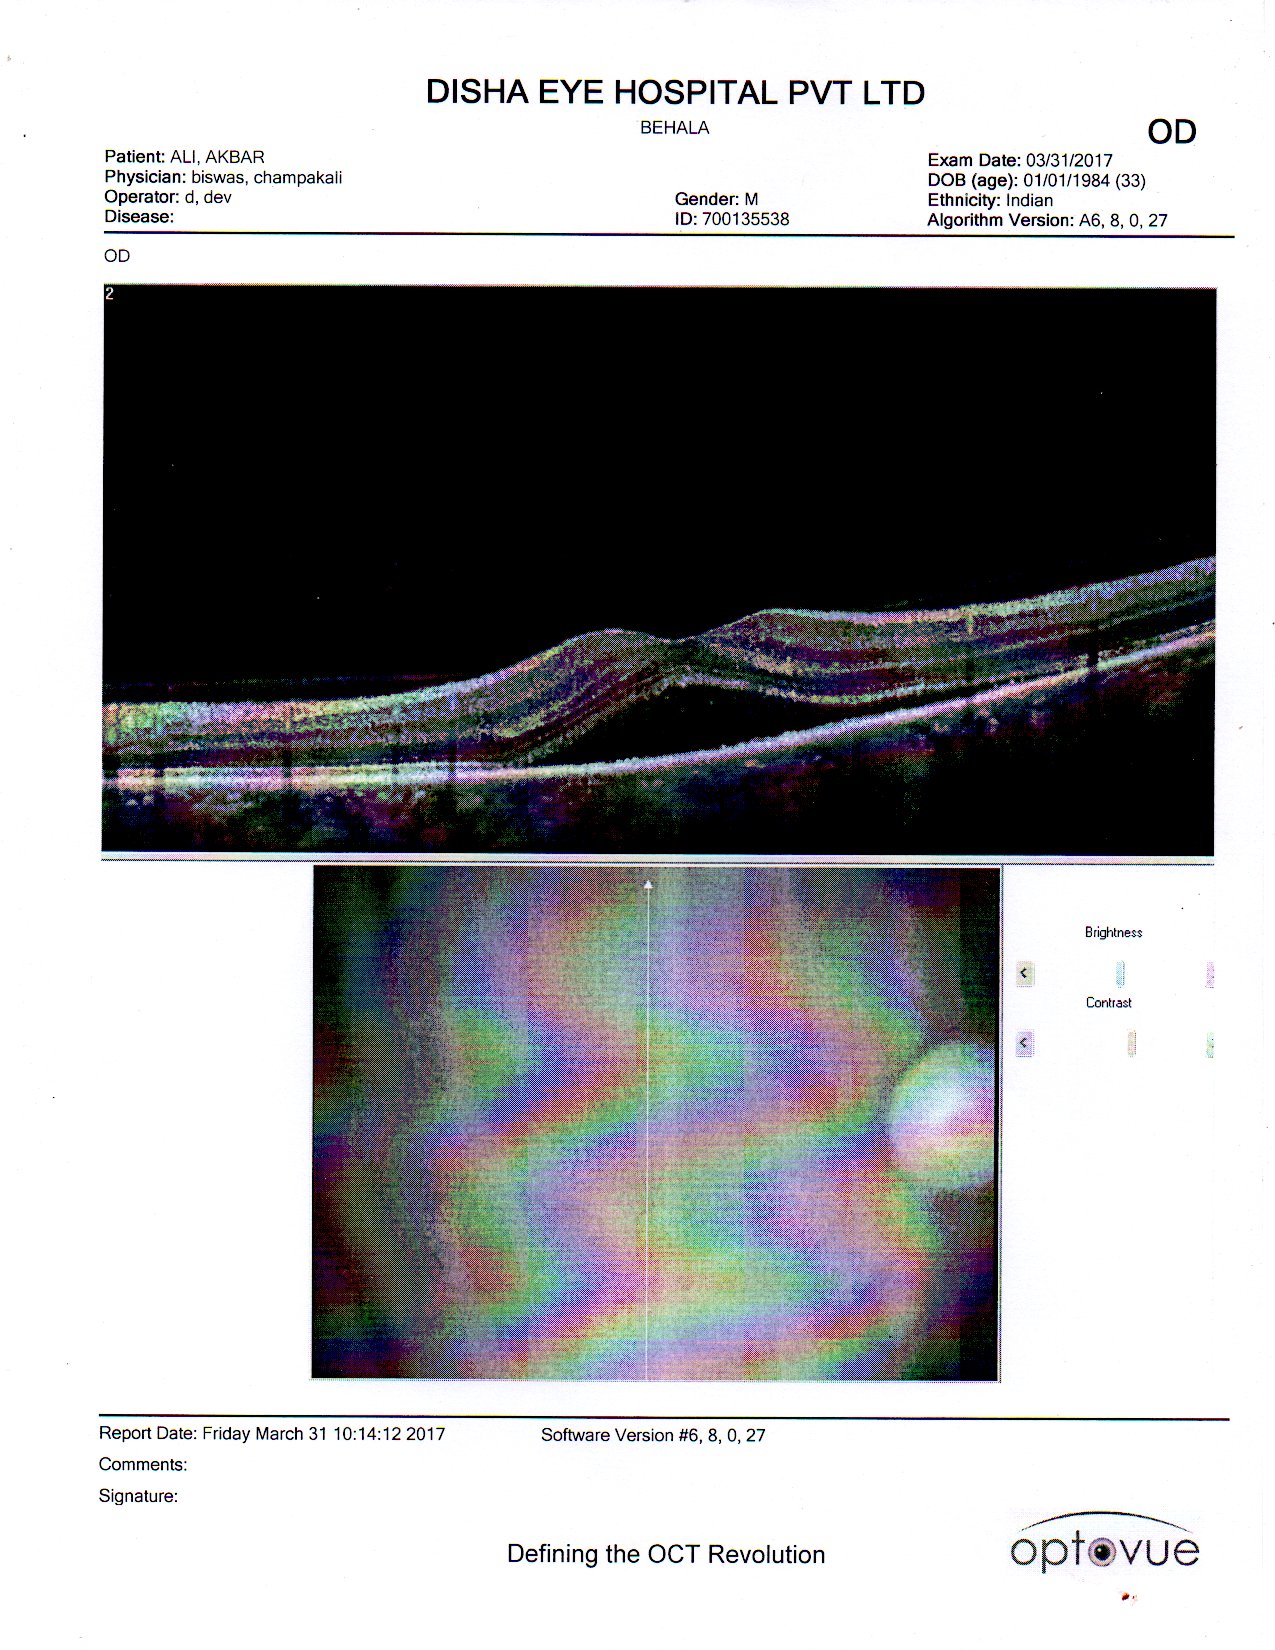 DISHA EYE HOSPITAL PVT LTD
BEHALA
OD
Patient: ALI, AKBAR
Physician: biswas, champakali
Operator: d, dev
Disease:
Gender: M
ID: 700135538
Exam Date: 03/31/2017
DOB (age): 01/01/1984 (33)
Ethnicity: Indian
Algorithm Version: A6, 8, 0, 27
OD
2
Brightness
<
Contrast
<
Report Date: Friday March 31 10:14:12 2017
Software Version #6, 8, 0, 27
Comments:
Signature:
Defining the OCT Revolution
optovue